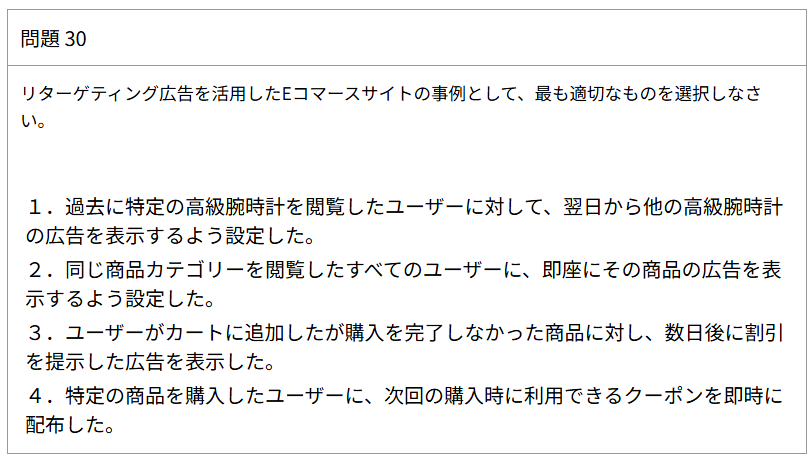 問題 30
リターゲティング広告を活用したEコマースサイトの事例として、最も適切なものを選択しなさ
い。
１．過去に特定の高級腕時計を閲覧したユーザーに対して、翌日から他の高級腕時計
の広告を表示するよう設定した。
２．同じ商品カテゴリーを閲覧したすべてのユーザーに、即座にその商品の広告を表
示するよう設定した。
３．ユーザーがカートに追加したが購入を完了しなかった商品に対し、数日後に割引
を提示した広告を表示した。
４．特定の商品を購入したユーザーに、次回の購入時に利用できるクーポンを即時に
配布した。